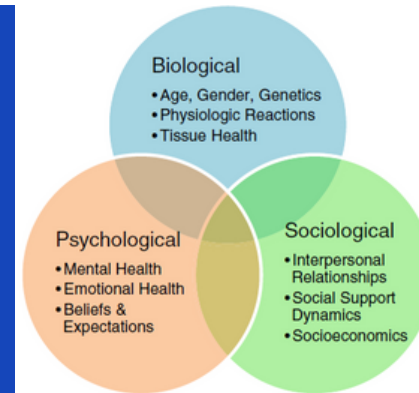 Biological
• Age, Gender, Genetics
• Physiologic Reactions
• Tissue Health
Psychological
• Mental Health
• Emotional Health
• Beliefs &
Expectations
Sociological
• Interpersonal
Relationships
• Social Support
Dynamics
• Socioeconomics